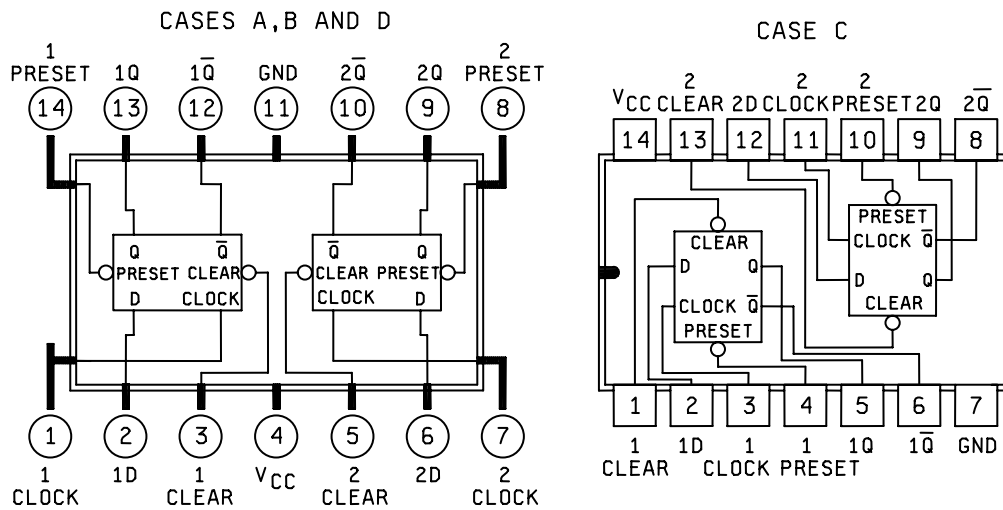 CASES A,B AND D
1 2
PRESET 1Q 1Q̅ GND 2Q̅ 2Q PRESET
14 13 12 11 10 9 8
Q Q̅ Q̅ Q
PRESET CLEAR CLEAR PRESET
D CLOCK CLOCK D
1 2 3 4 5 6 7
1 1D 1 VCC 2 2D 2
CLOCK CLEAR CLEAR CLOCK
CASE C
2 2 2
VCC CLEAR 2D CLOCK PRESET 2Q 2Q̅
14 13 12 11 10 9 8
PRESET
CLOCK Q̅
D Q
CLEAR
CLEAR
D Q
CLOCK Q̅
PRESET
1 2 3 4 5 6 7
1 1D 1 1 1Q 1Q̅ GND
CLEAR CLOCK PRESET